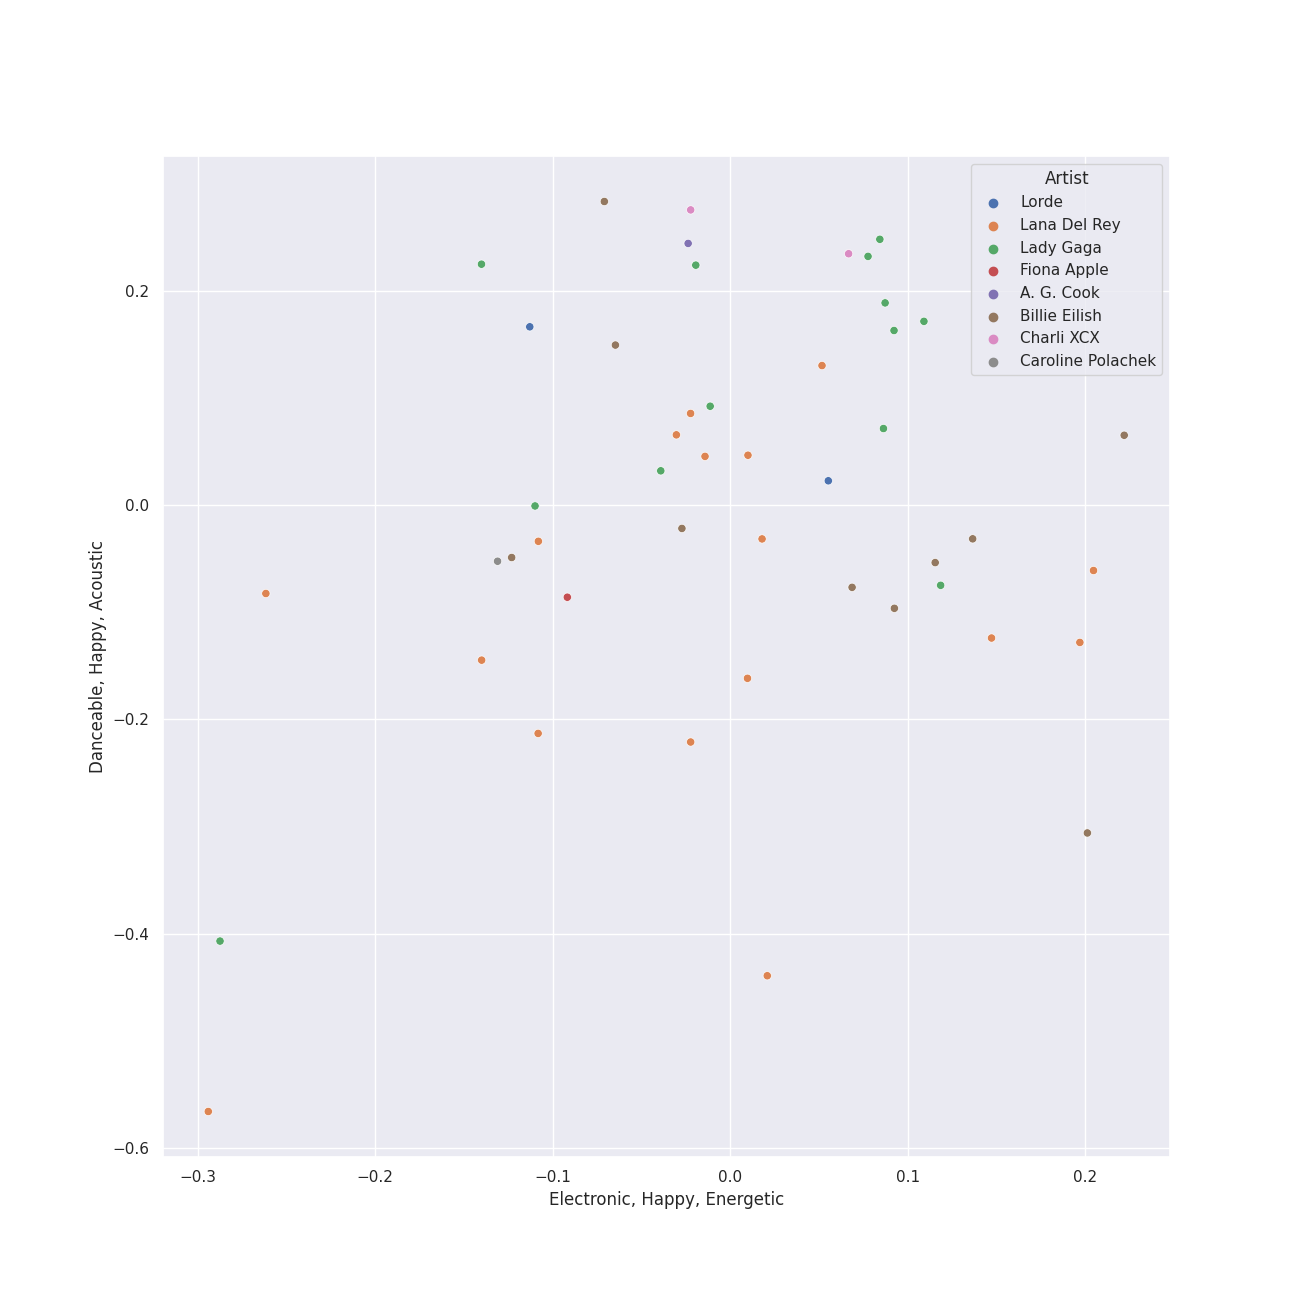 Artist
Lorde
Lana Del Rey
Lady Gaga
Fiona Apple
A. G. Cook
Billie Eilish
Charli XCX
Caroline Polachek
0.2
0.0
−0.2
−0.4
−0.6
Danceable, Happy, Acoustic
−0.3
−0.2
−0.1
0.0
0.1
0.2
Electronic, Happy, Energetic